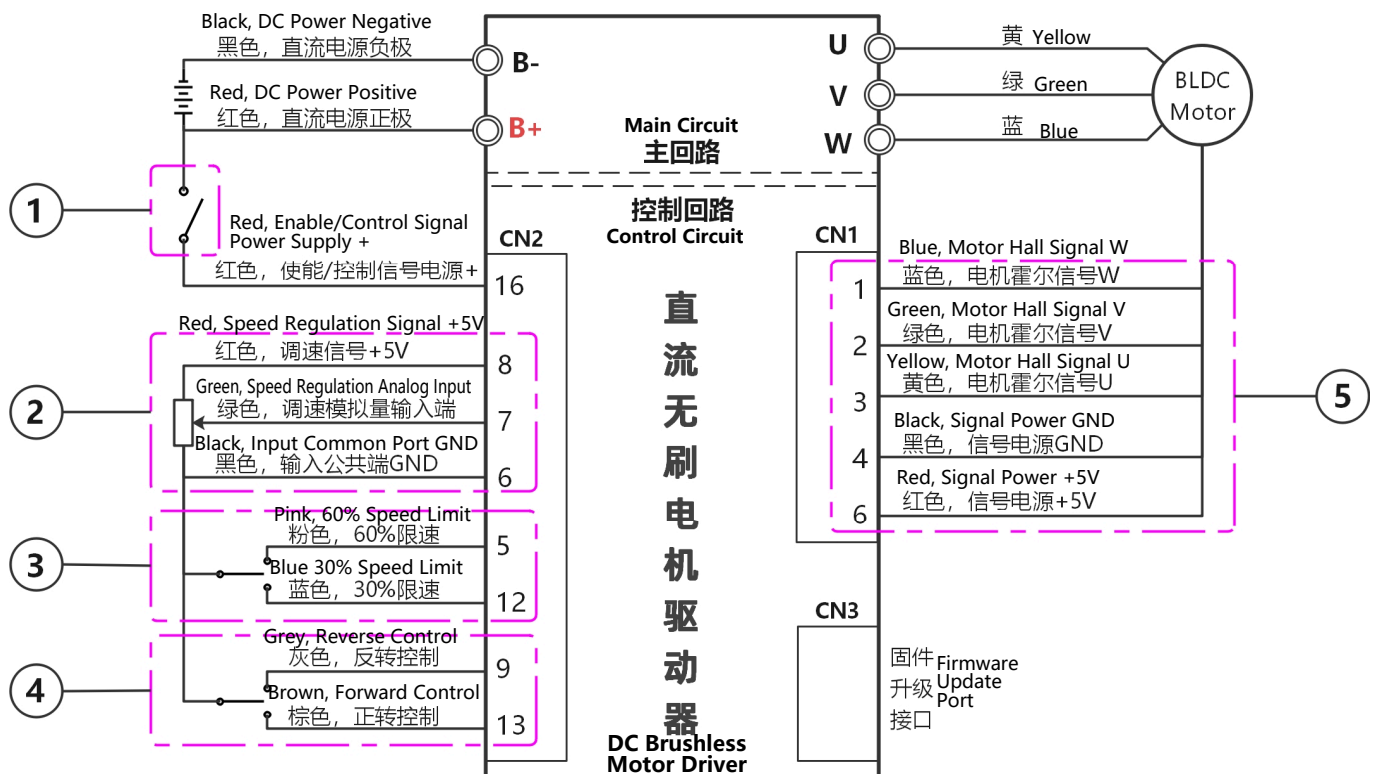 Black, DC Power Negative
黑色，直流电源负极
B-
Red, DC Power Positive
红色，直流电源正极
B+
U
黄 Yellow
V
绿 Green
W
蓝 Blue
BLDC
Motor
Main Circuit
主回路
控制回路
Control Circuit
1
Red, Enable/Control Signal
Power Supply +
红色，使能/控制信号电源+
CN2
16
2
Red, Speed Regulation Signal +5V
红色，调速信号+5V
8
Green, Speed Regulation Analog Input
绿色，调速模拟量输入端
7
Black, Input Common Port GND
黑色，输入公共端GND
6
3
Pink, 60% Speed Limit
粉色，60%限速
5
Blue 30% Speed Limit
蓝色，30%限速
12
4
Grey, Reverse Control
灰色，反转控制
9
Brown, Forward Control
棕色，正转控制
13
直
流
无
刷
电
机
驱
动
器
DC Brushless
Motor Driver
CN1
Blue, Motor Hall Signal W
蓝色，电机霍尔信号W
1
Green, Motor Hall Signal V
绿色，电机霍尔信号V
2
Yellow, Motor Hall Signal U
黄色，电机霍尔信号U
3
Black, Signal Power GND
黑色，信号电源GND
4
Red, Signal Power +5V
红色，信号电源+5V
6
5
CN3
固件
升级
接口
Firmware
Update
Port